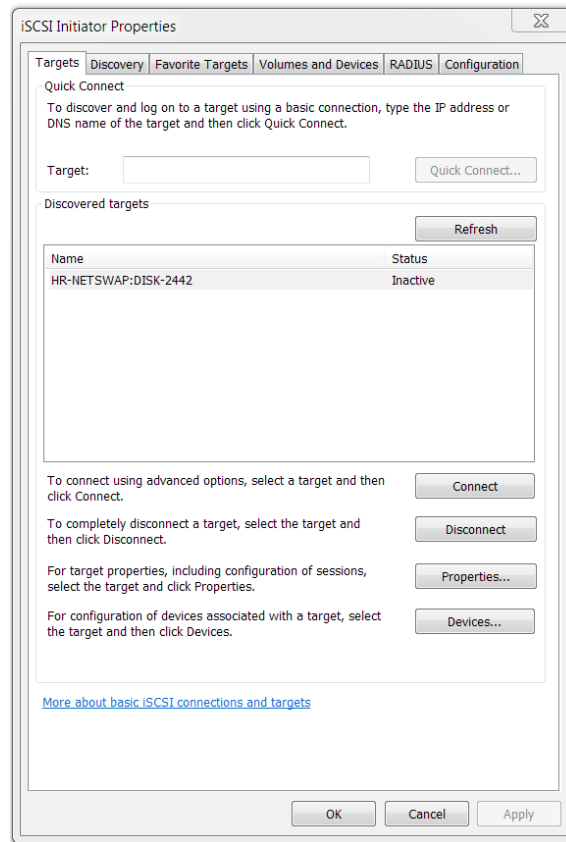 iSCSI Initiator Properties
Targets Discovery Favorite Targets Volumes and Devices RADIUS Configuration
Quick Connect
To discover and log on to a target using a basic connection, type the IP address or
DNS name of the target and then click Quick Connect.
Target: Quick Connect...
Discovered targets
Refresh
Name Status
HR-NETSWAP:DISK-2442 Inactive
To connect using advanced options, select a target and then
click Connect.
Connect
To completely disconnect a target, select the target and
then click Disconnect.
Disconnect
For target properties, including configuration of sessions,
select the target and click Properties.
Properties...
For configuration of devices associated with a target, select
the target and then click Devices.
Devices...
More about basic iSCSI connections and targets
OK Cancel Apply